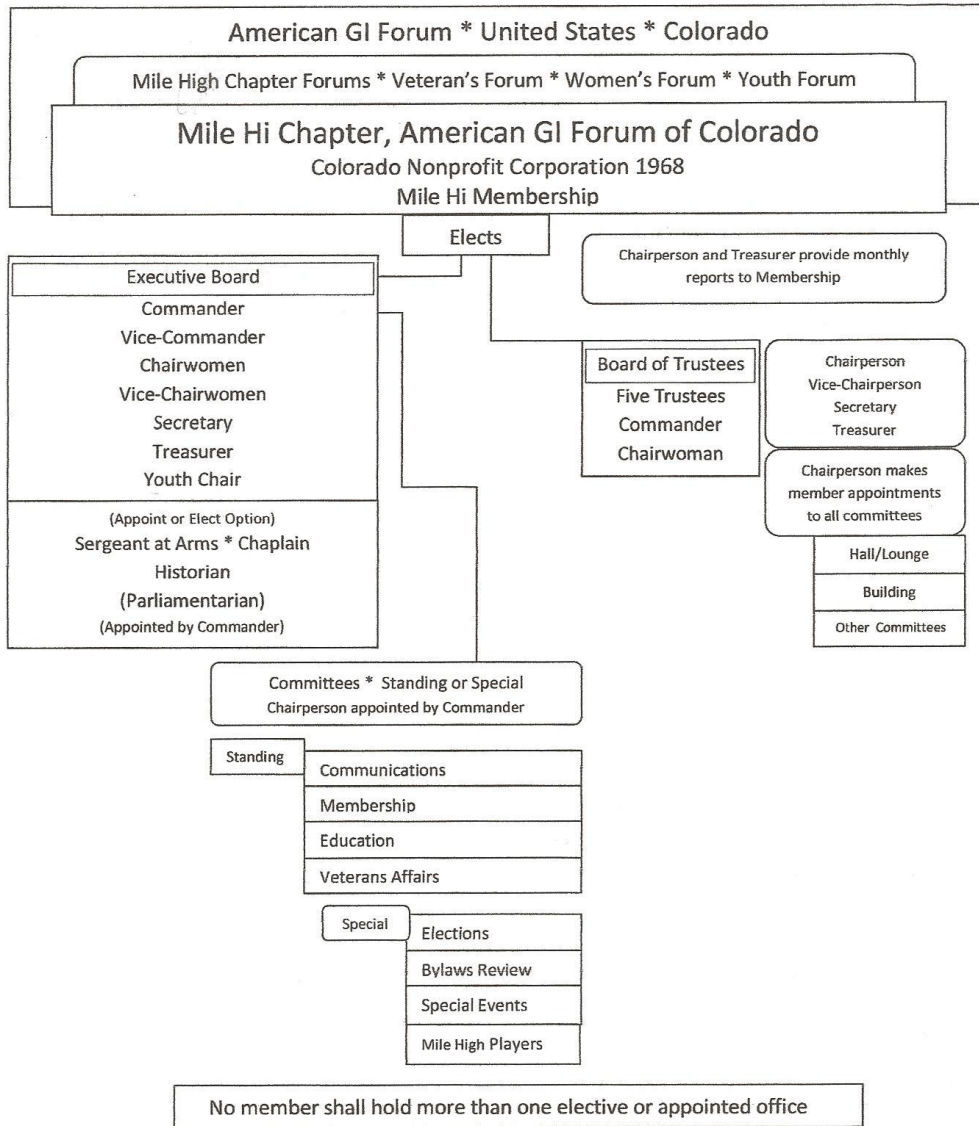 American GI Forum * United States * Colorado
Mile High Chapter Forums * Veteran's Forum * Women's Forum * Youth Forum
Mile Hi Chapter, American GI Forum of Colorado
Colorado Nonprofit Corporation 1968
Mile Hi Membership
Elects
Chairperson and Treasurer provide monthly
reports to Membership
Executive Board
Commander
Vice-Commander
Chairwomen
Vice-Chairwomen
Secretary
Treasurer
Youth Chair
(Appoint or Elect Option)
Sergeant at Arms * Chaplain
Historian
(Parliamentarian)
(Appointed by Commander)
Board of Trustees
Five Trustees
Commander
Chairwoman
Chairperson
Vice-Chairperson
Secretary
Treasurer
Chairperson makes
member appointments
to all committees
Hall/Lounge
Building
Other Committees
Committees * Standing or Special
Chairperson appointed by Commander
Standing
Communications
Membership
Education
Veterans Affairs
Special
Elections
Bylaws Review
Special Events
Mile High Players
No member shall hold more than one elective or appointed office